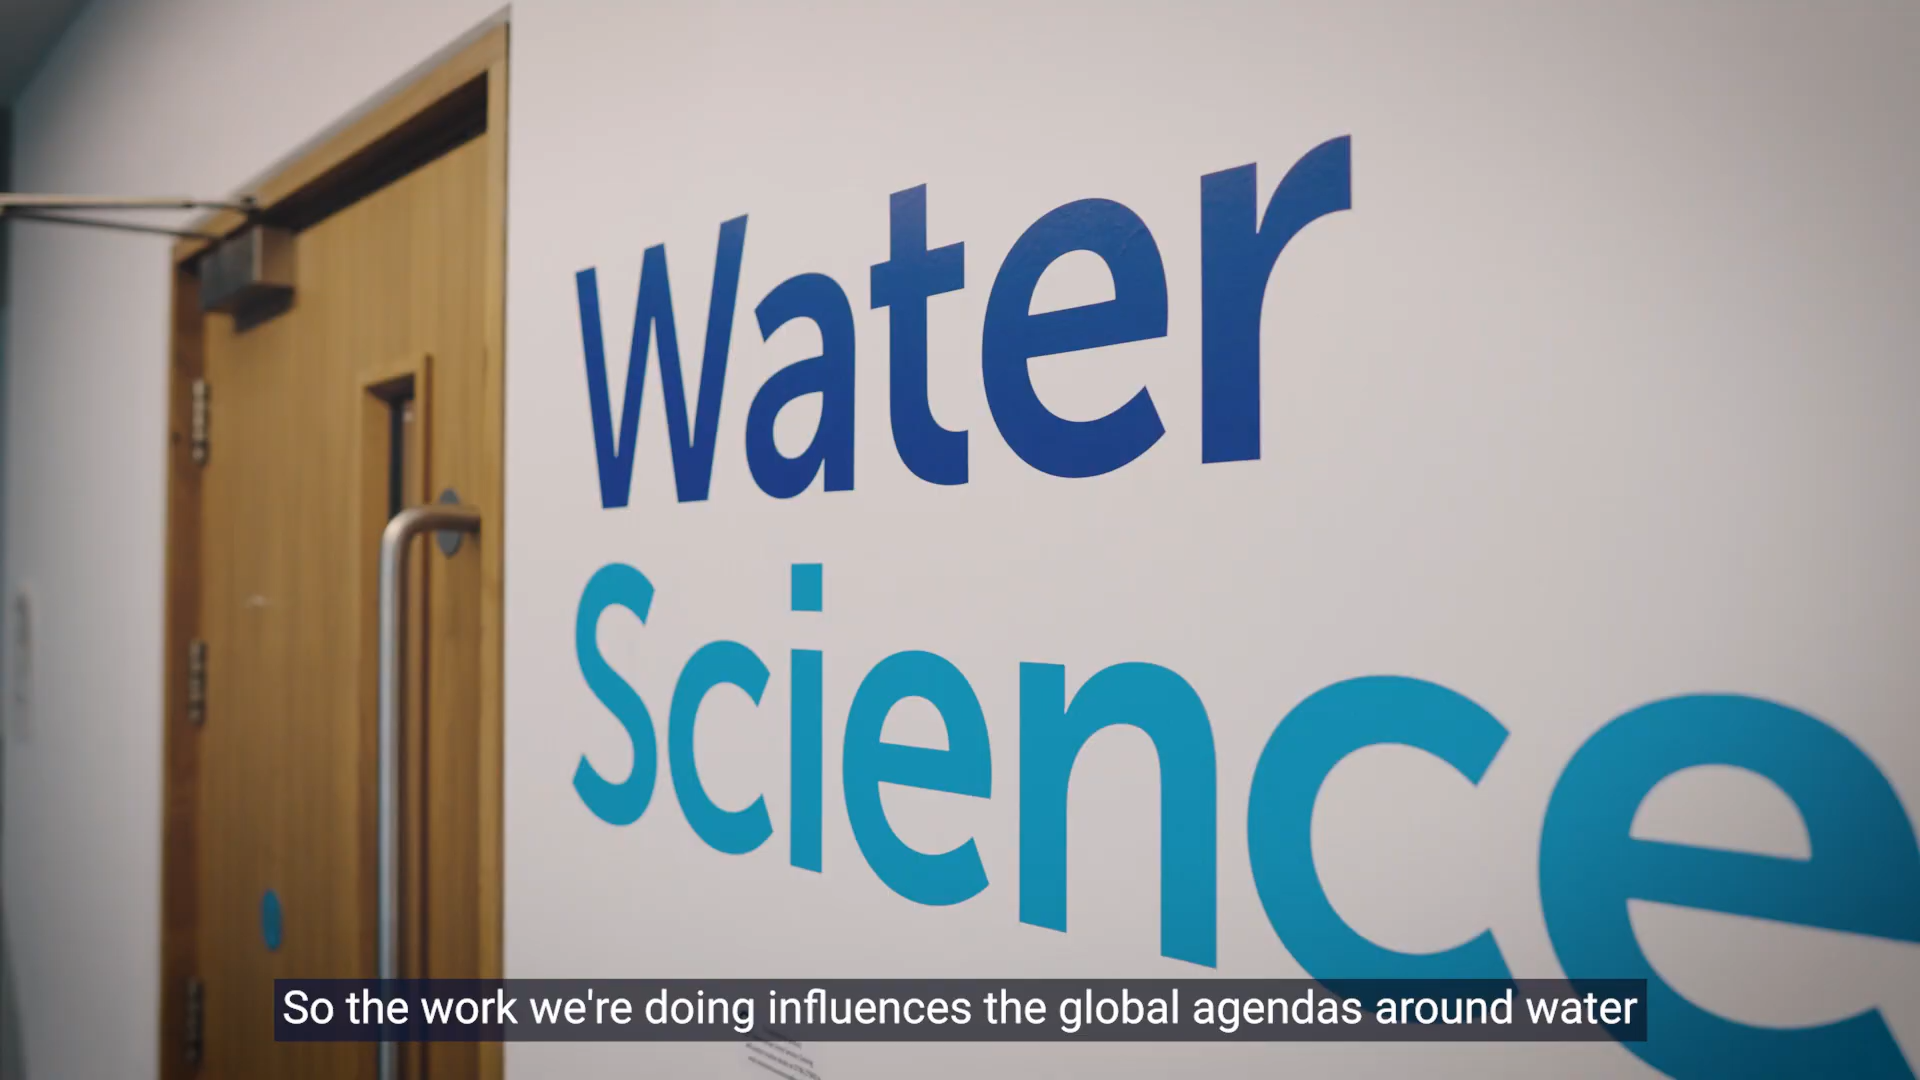 Water
Science
So the work we're doing influences the global agendas around water